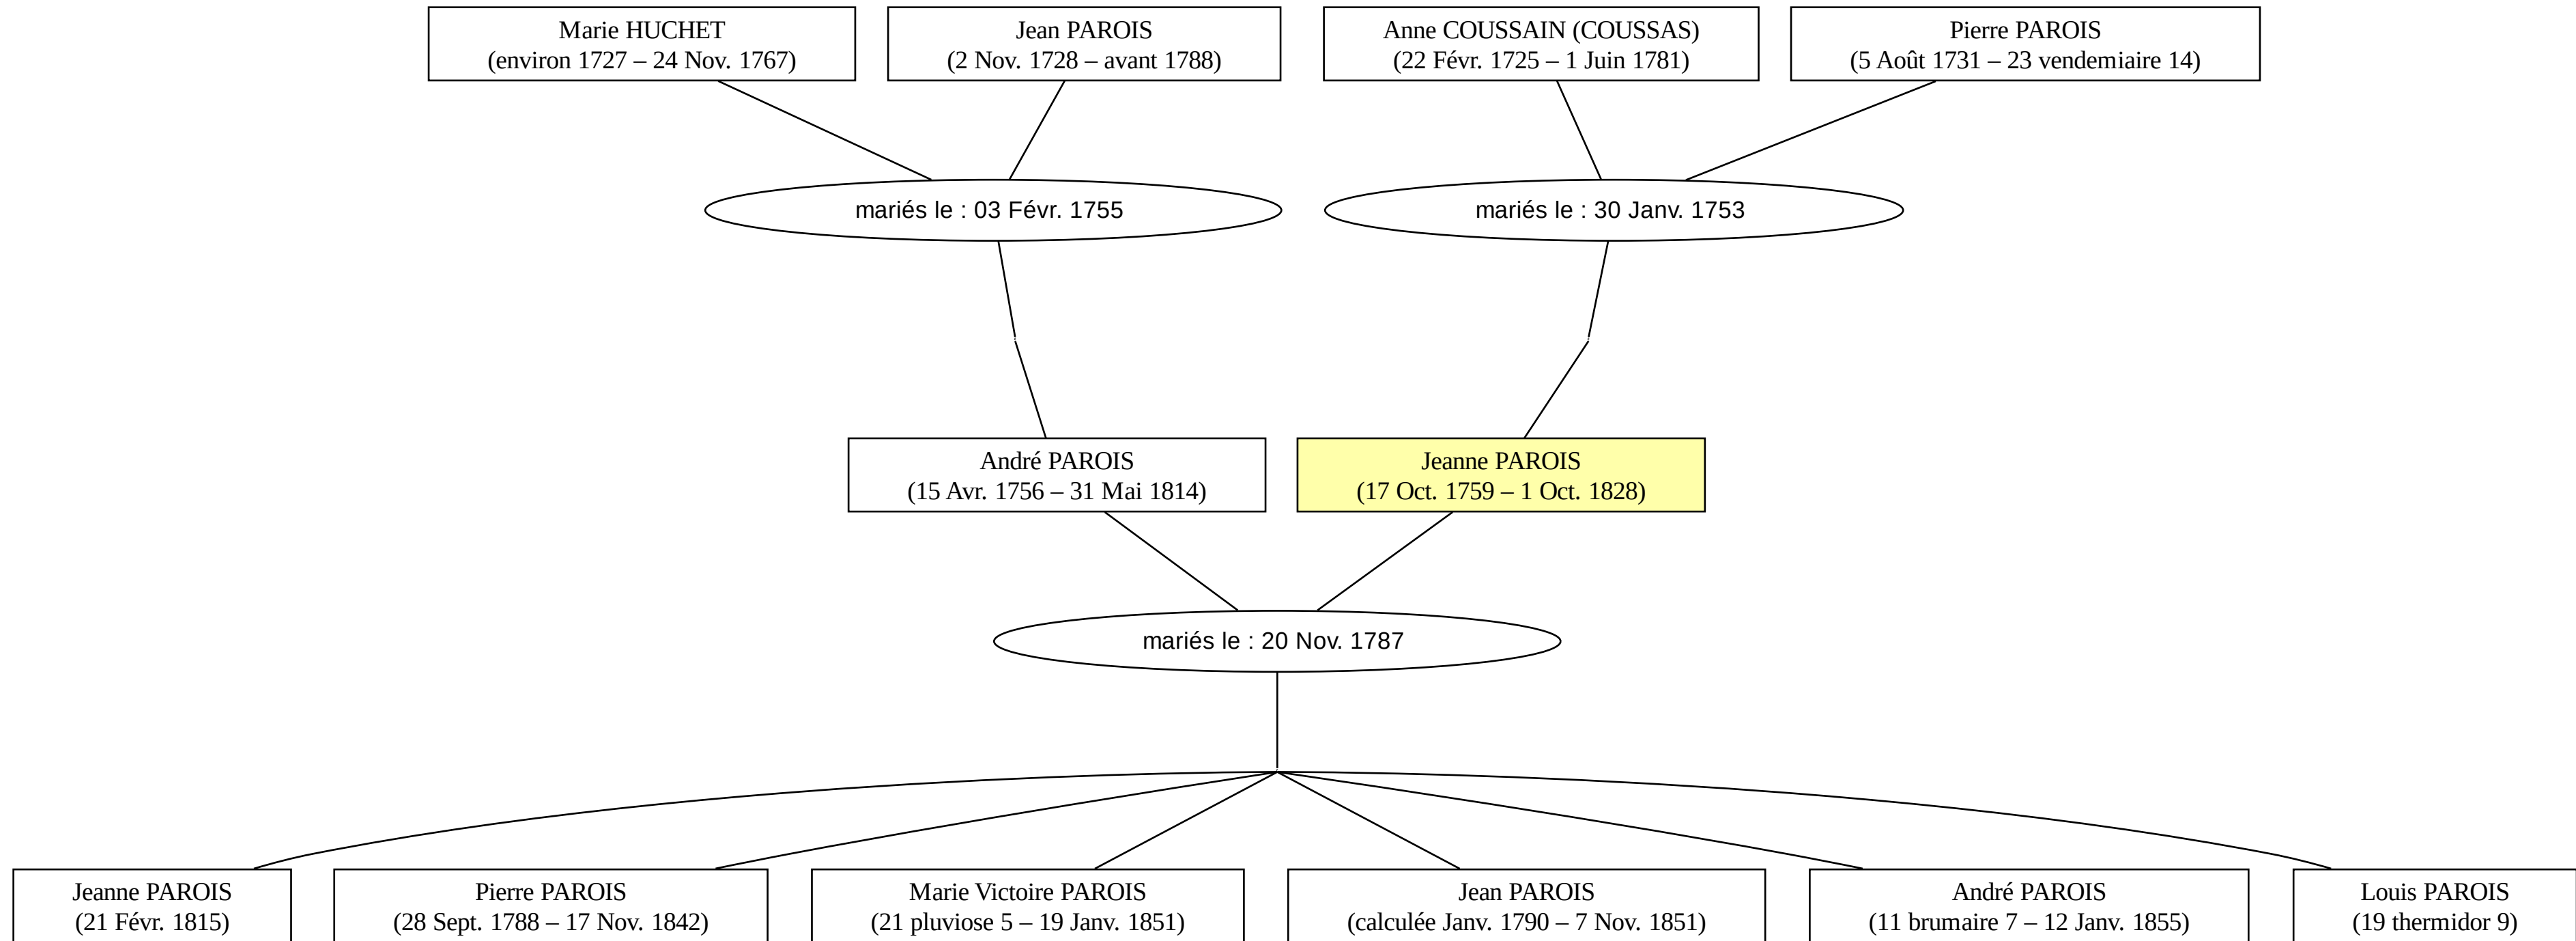 Marie HUCHET
(environ 1727 – 24 Nov. 1767)
Jean PAROIS
(2 Nov. 1728 – avant 1788)
Anne COUSSAIN (COUSSAS)
(22 Févr. 1725 – 1 Juin 1781)
Pierre PAROIS
(5 Août 1731 – 23 vendemiaire 14)
mariés le : 03 Févr. 1755
mariés le : 30 Janv. 1753
André PAROIS
(15 Avr. 1756 – 31 Mai 1814)
Jeanne PAROIS
(17 Oct. 1759 – 1 Oct. 1828)
mariés le : 20 Nov. 1787
Jeanne PAROIS
(21 Févr. 1815)
Pierre PAROIS
(28 Sept. 1788 – 17 Nov. 1842)
Marie Victoire PAROIS
(21 pluviose 5 – 19 Janv. 1851)
Jean PAROIS
(calculée Janv. 1790 – 7 Nov. 1851)
André PAROIS
(11 brumaire 7 – 12 Janv. 1855)
Louis PAROIS
(19 thermidor 9)